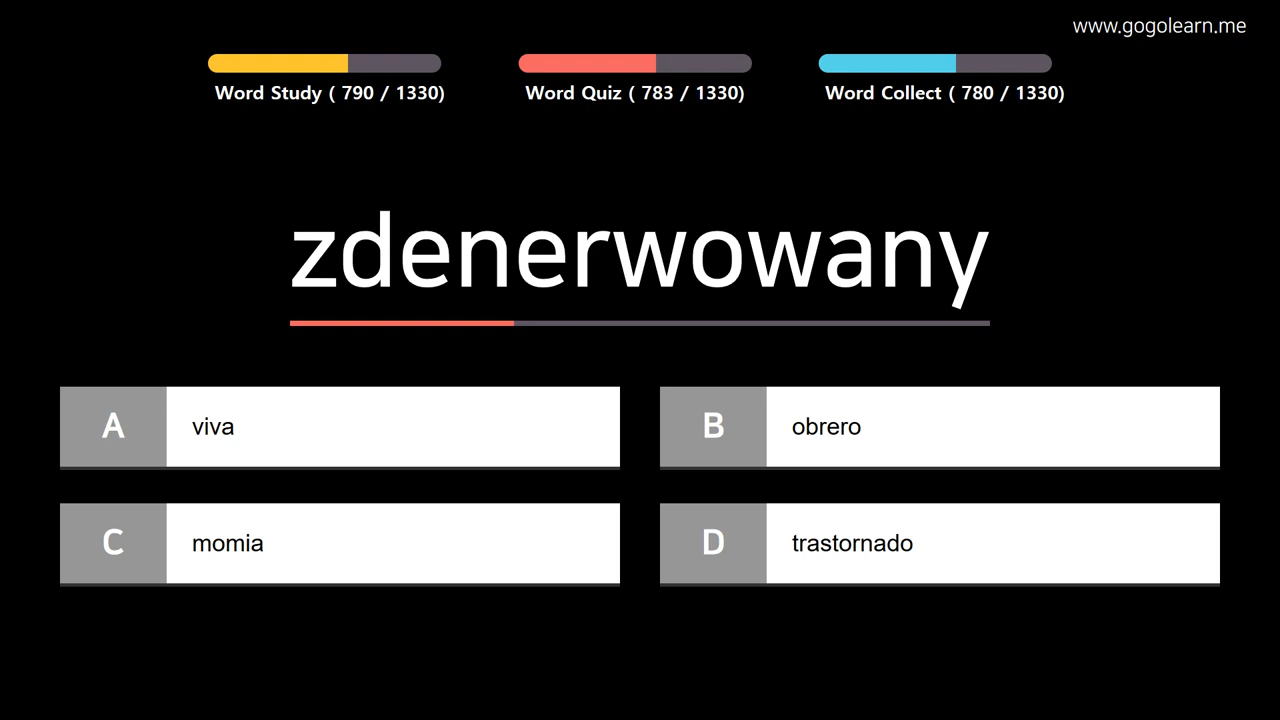 www.gogolearn.me
Word Study ( 790 / 1330)
Word Quiz ( 783 / 1330)
Word Collect ( 780 / 1330)
zdenerwowany
A viva
B obrero
C momia
D trastornado